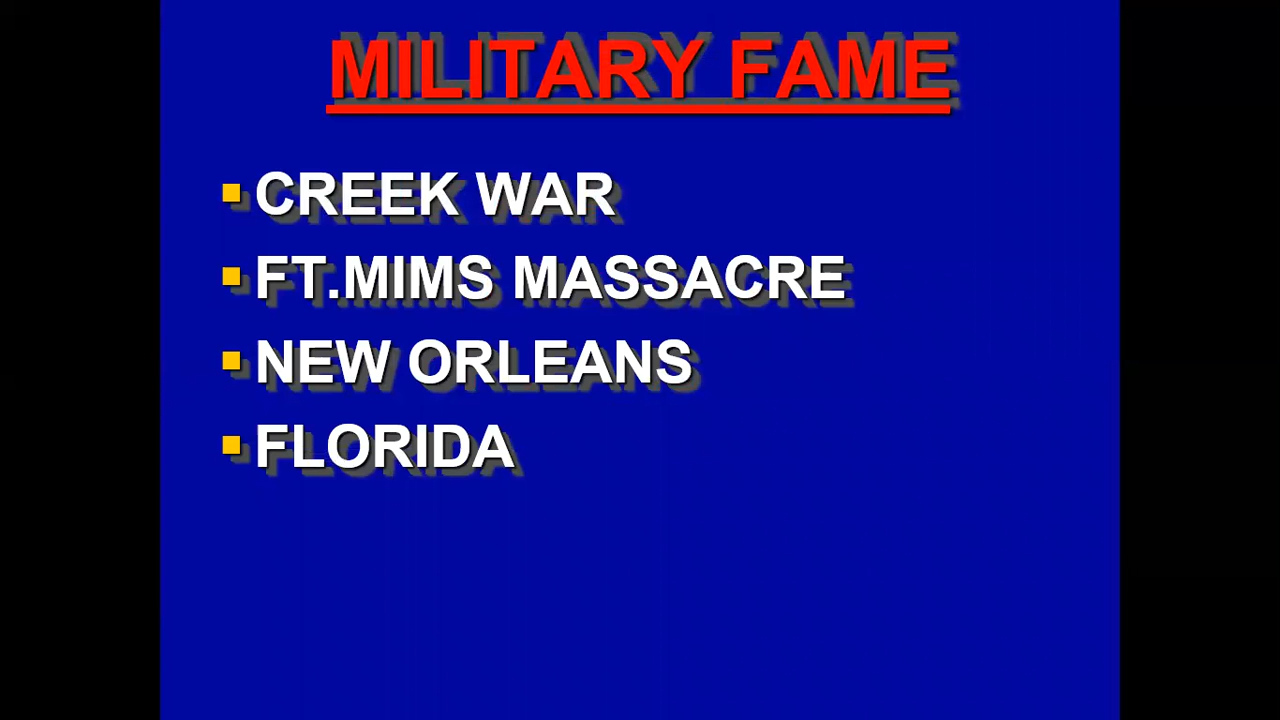 MILITARY FAME
CREEK WAR
FT.MIMS MASSACRE
NEW ORLEANS
FLORIDA